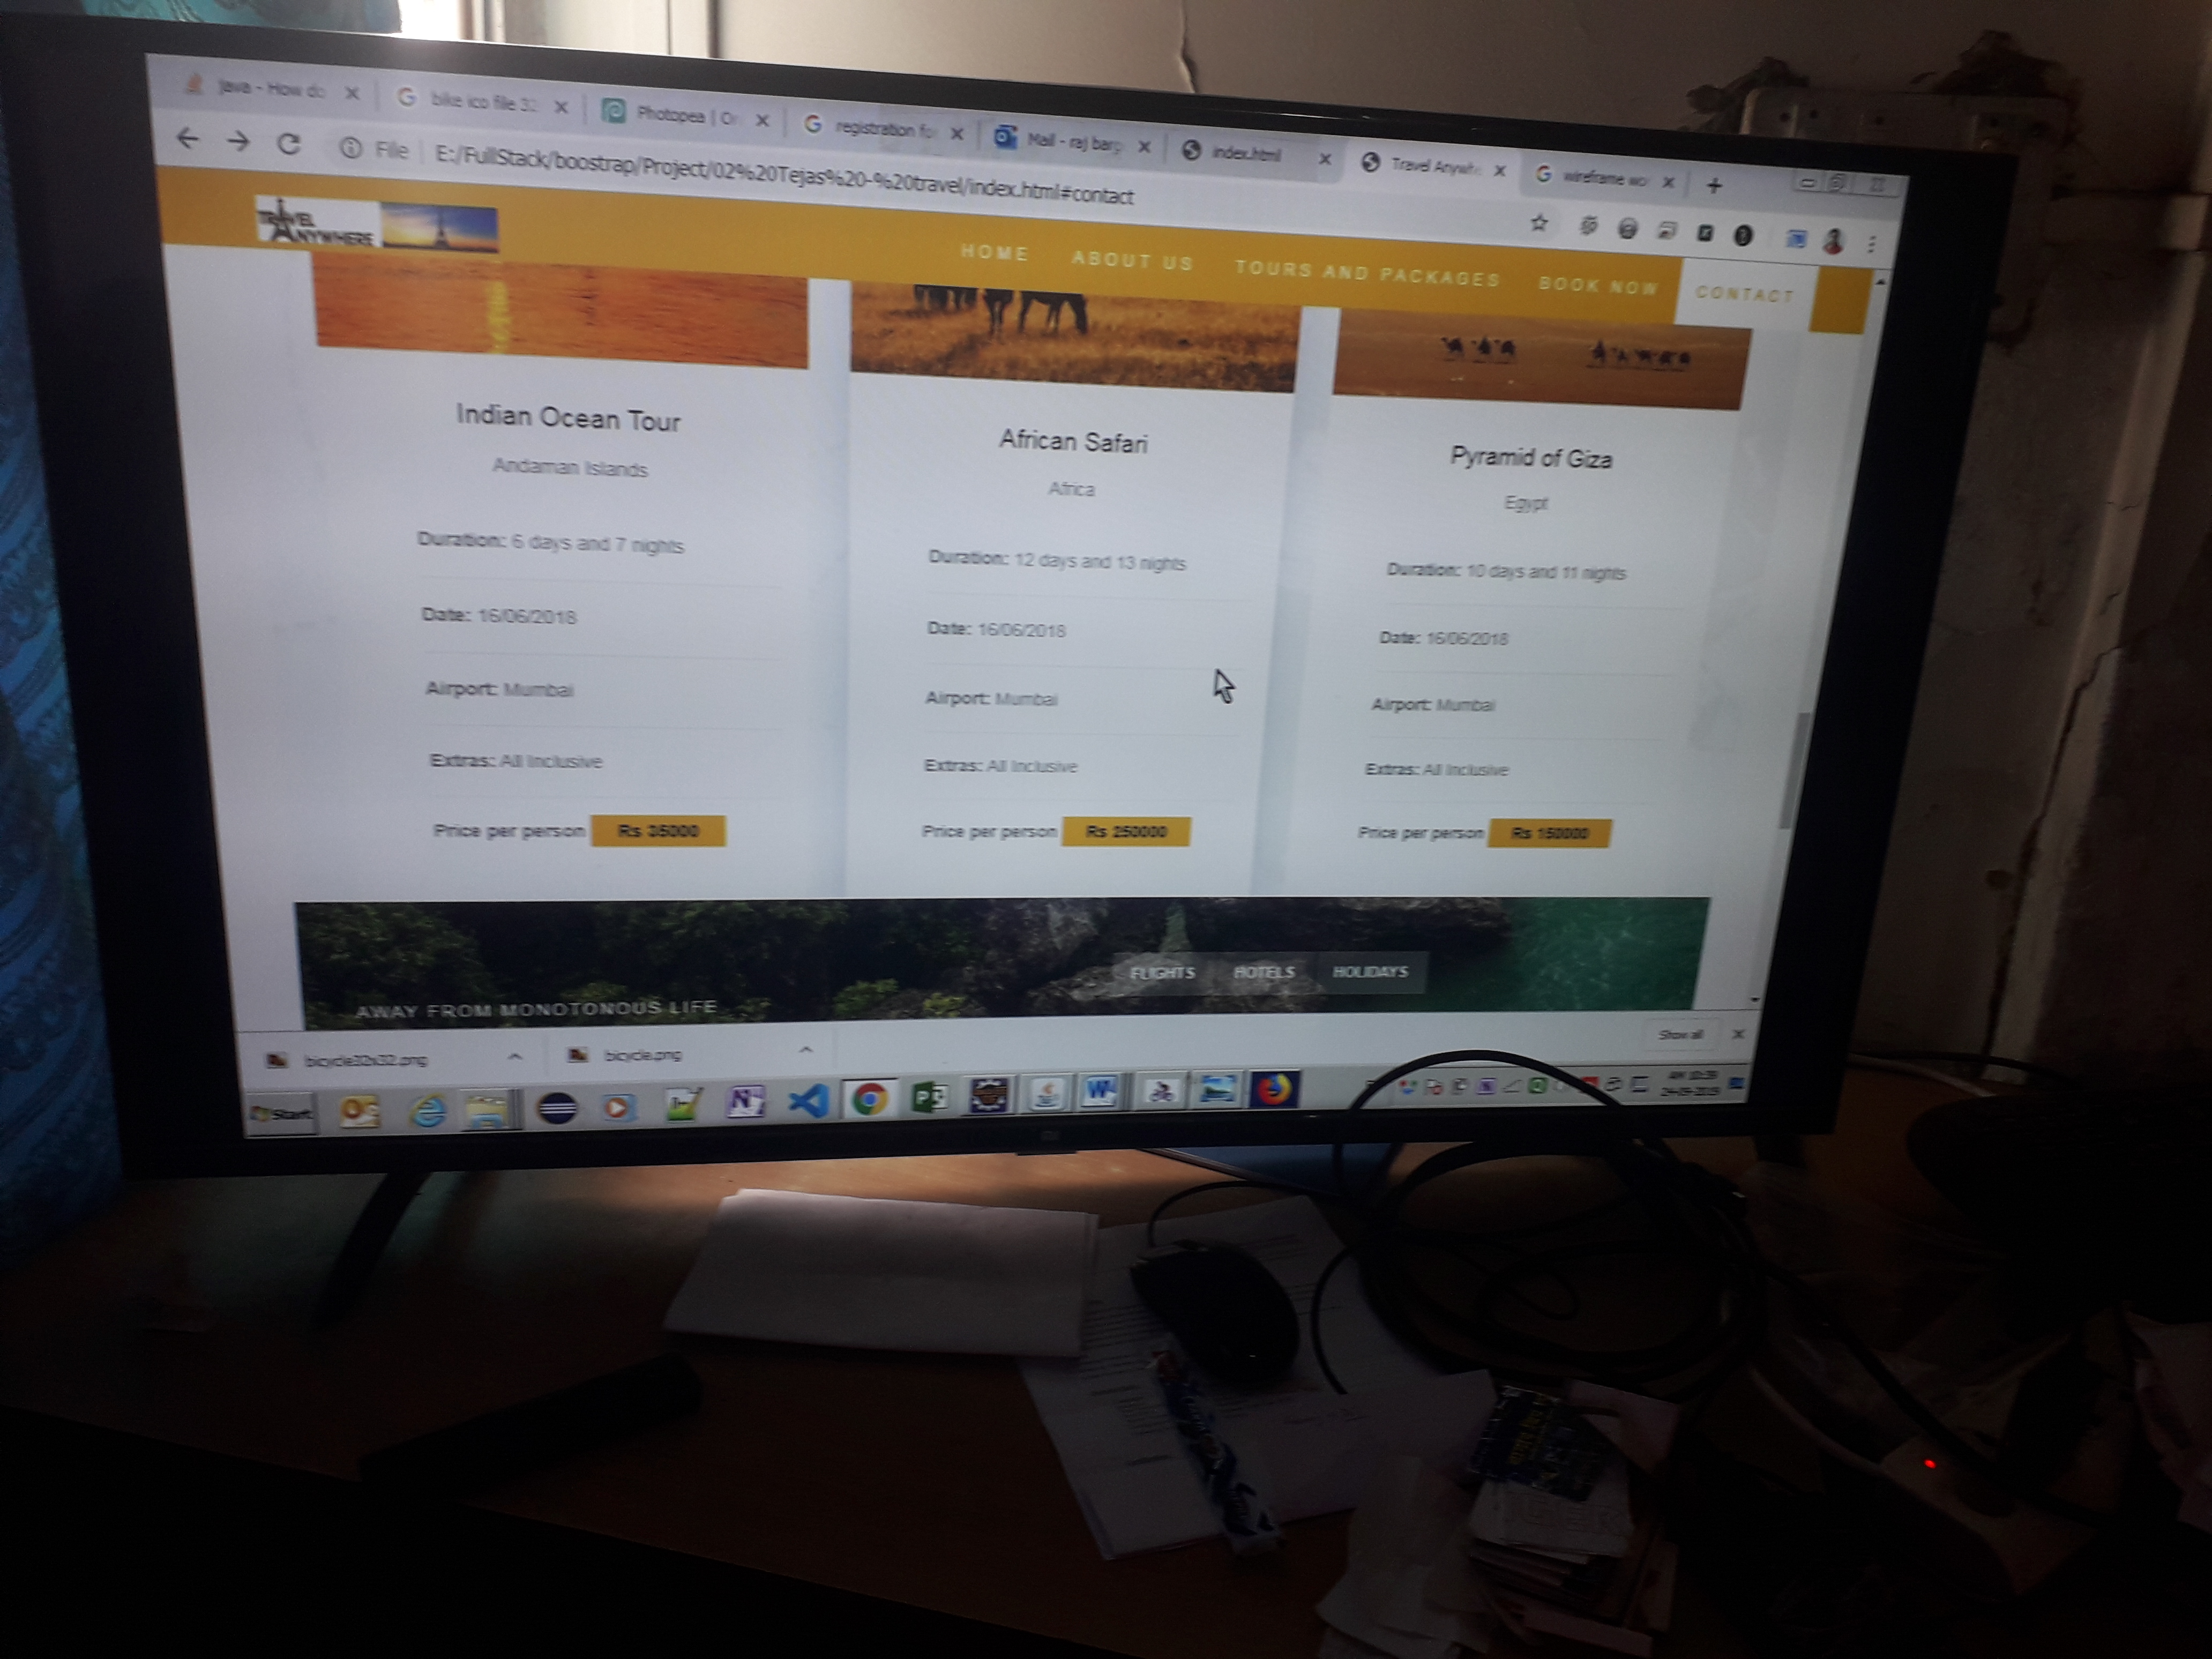 java - How do
bike ico file 32
Photopea | On
registration fo
Mail - raj barg
index.html
Travel Anywhe
wireframe wo
File E:/FullStack/boostrap/Project/02%20Tejas%20-%20travel/index.html#contact
TRAVEL
ANYWHERE
HOME ABOUT US TOURS AND PACKAGES BOOK NOW CONTACT
Indian Ocean Tour
Andaman Islands
Duration: 6 days and 7 nights
Date: 16/06/2018
Airport: Mumbai
Extras: All Inclusive
Price per person Rs 35000
African Safari
Africa
Duration: 12 days and 13 nights
Date: 16/06/2018
Airport: Mumbai
Extras: All Inclusive
Price per person Rs 250000
Pyramid of Giza
Egypt
Duration: 10 days and 11 nights
Date: 16/06/2018
Airport: Mumbai
Extras: All Inclusive
Price per person Rs 150000
FLIGHTS HOTELS HOLIDAYS
AWAY FROM MONOTONOUS LIFE
bicycle32x32.png
bicycle.png
Show all
Start